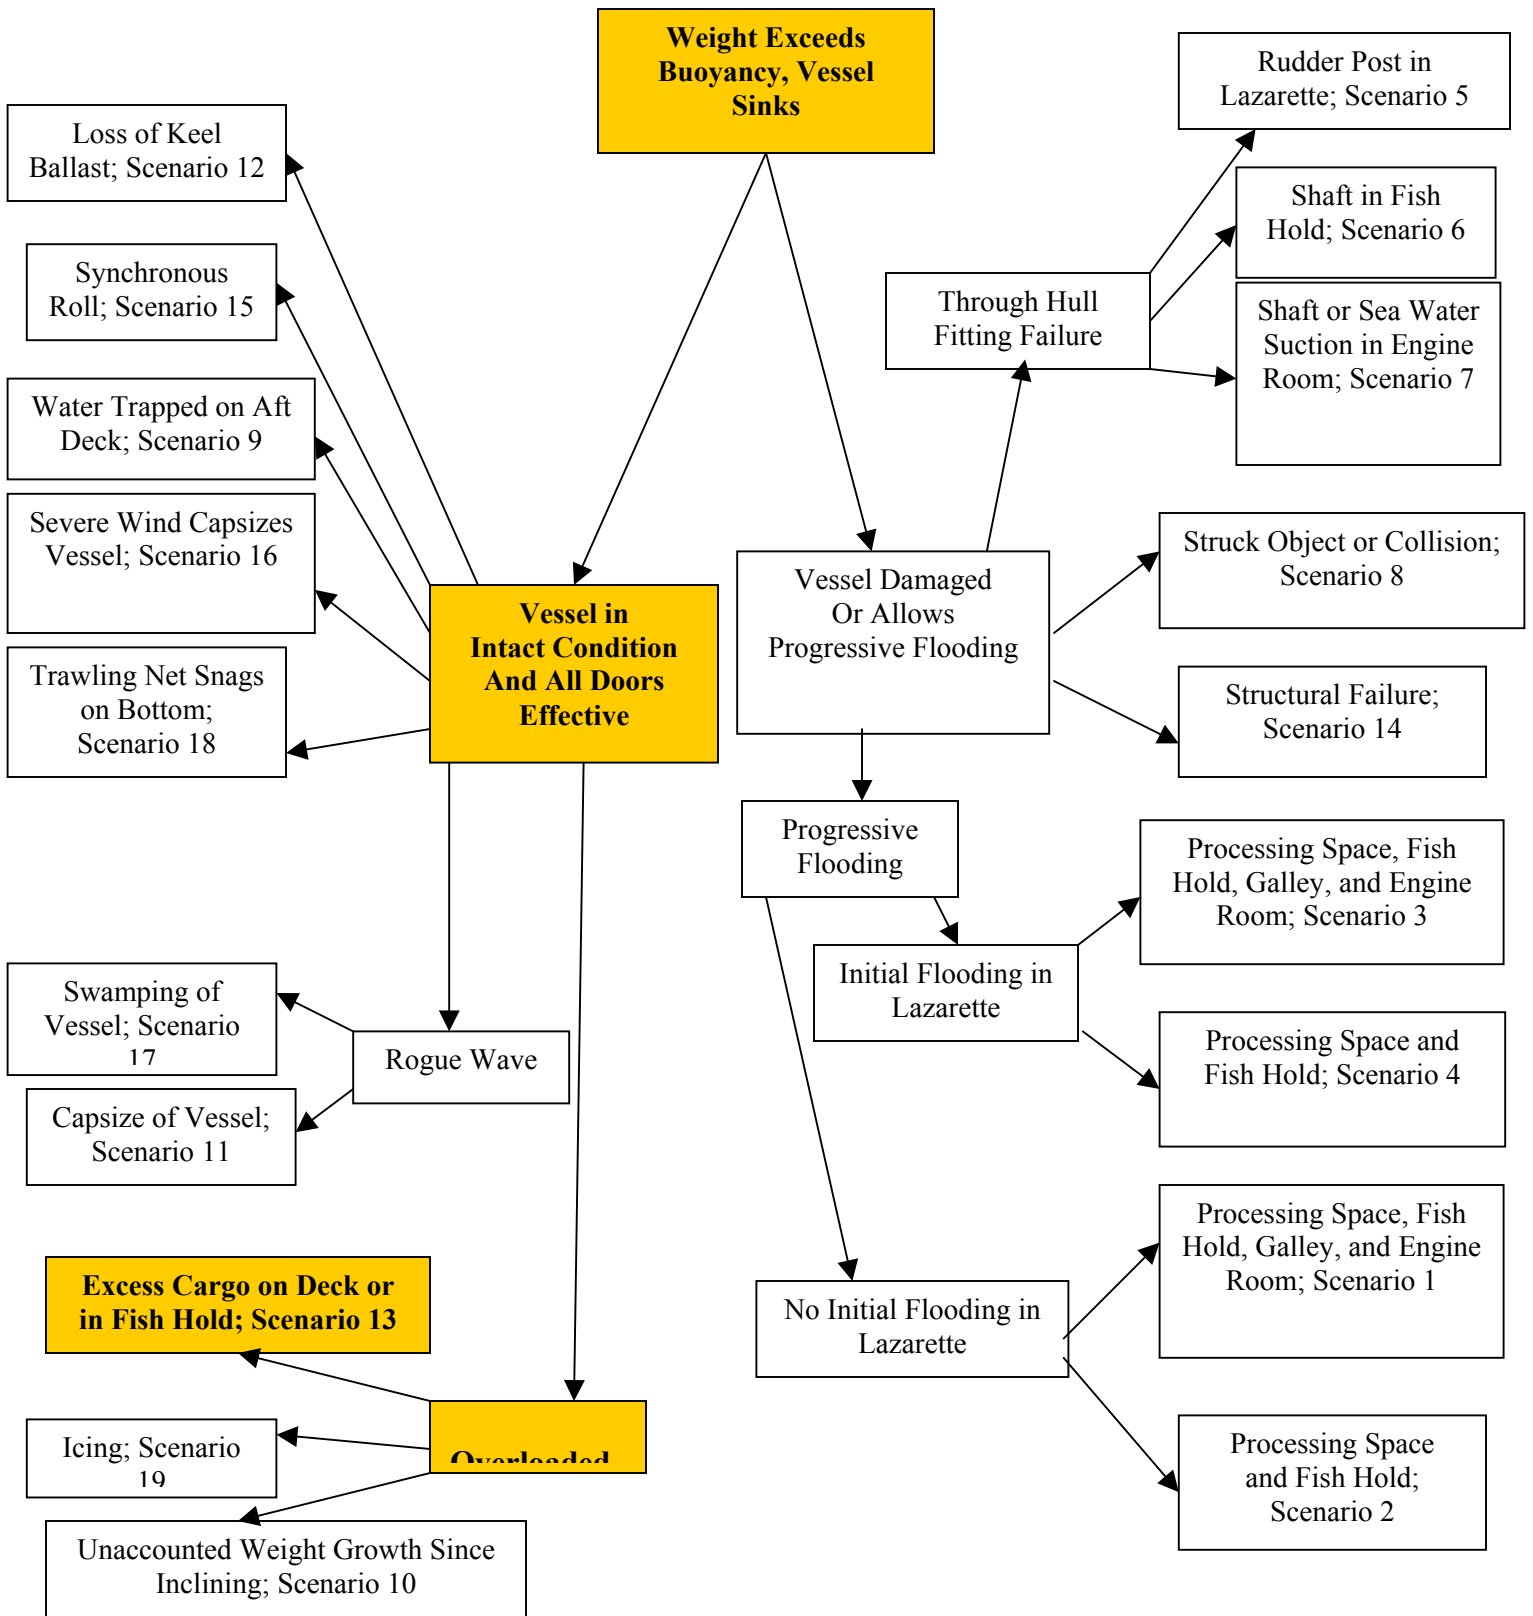 Weight Exceeds
Buoyancy, Vessel
Sinks
Rudder Post in
Lazarette; Scenario 5
Loss of Keel
Ballast; Scenario 12
Shaft in Fish
Hold; Scenario 6
Synchronous
Roll; Scenario 15
Through Hull
Fitting Failure
Shaft or Sea Water
Suction in Engine
Room; Scenario 7
Water Trapped on Aft
Deck; Scenario 9
Severe Wind Capsizes
Vessel; Scenario 16
Struck Object or Collision;
Scenario 8
Vessel in
Intact Condition
And All Doors
Effective
Vessel Damaged
Or Allows
Progressive Flooding
Trawling Net Snags
on Bottom;
Scenario 18
Structural Failure;
Scenario 14
Progressive
Flooding
Processing Space, Fish
Hold, Galley, and Engine
Room; Scenario 3
Initial Flooding in
Lazarette
Swamping of
Vessel; Scenario
17
Rogue Wave
Processing Space and
Fish Hold; Scenario 4
Capsize of Vessel;
Scenario 11
Processing Space, Fish
Hold, Galley, and Engine
Room; Scenario 1
Excess Cargo on Deck or
in Fish Hold; Scenario 13
No Initial Flooding in
Lazarette
Icing; Scenario
19
Overloaded
Processing Space
and Fish Hold;
Scenario 2
Unaccounted Weight Growth Since
Inclining; Scenario 10